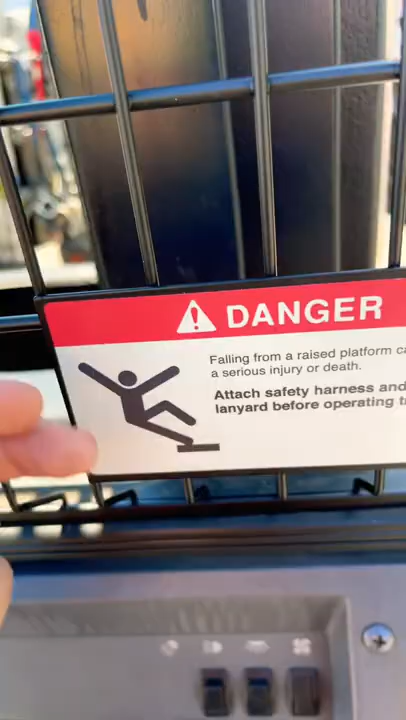 DANGER
Falling from a raised platform
a serious injury or death.
Attach safety harness and
lanyard before operating